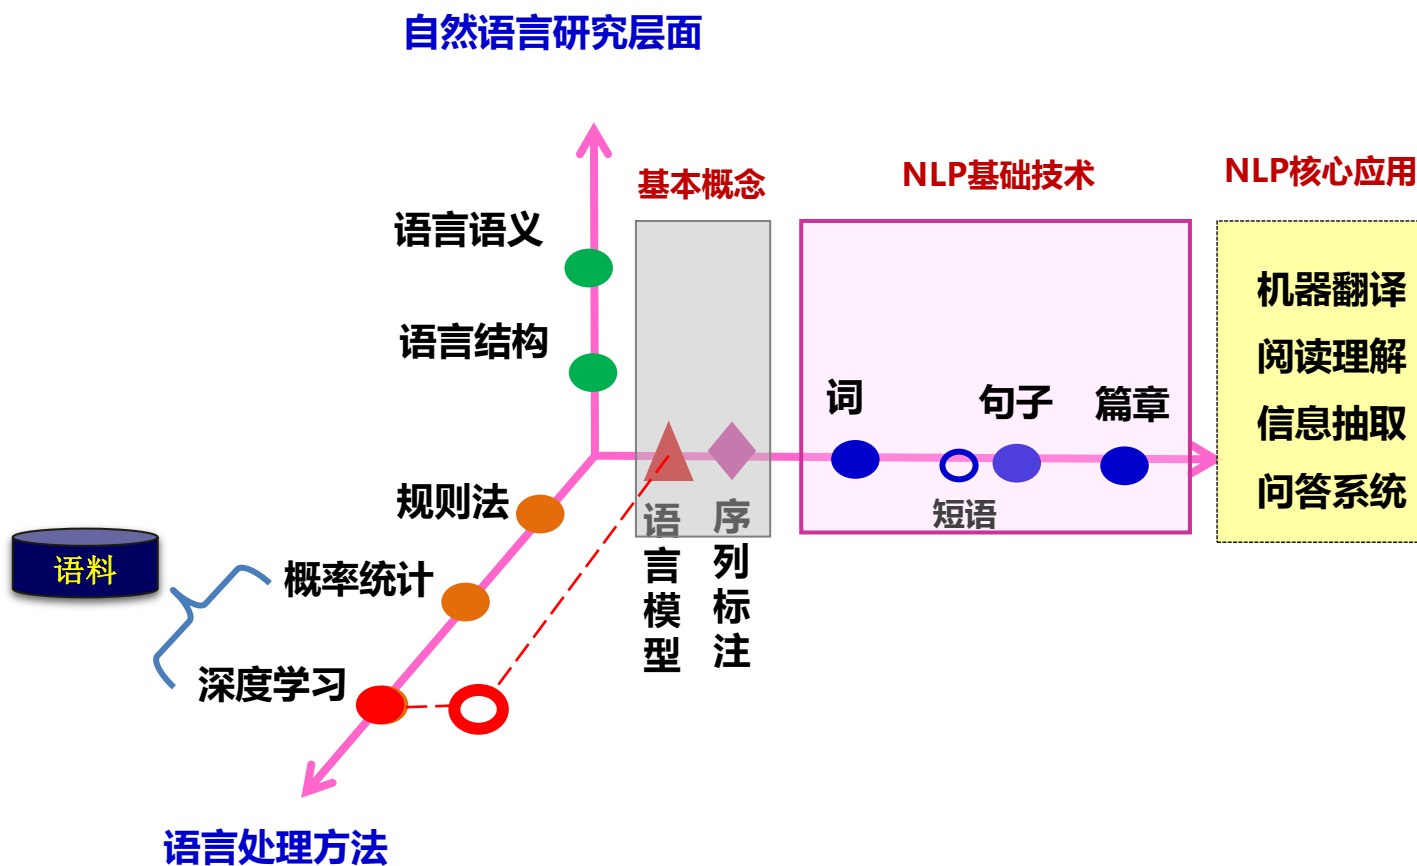 自然语言研究层面
基本概念
NLP基础技术
NLP核心应用
语言语义
语言结构
机器翻译
阅读理解
信息抽取
问答系统
词
句子
篇章
短语
规则法
概率统计
深度学习
语料
语言模型
序列标注
语言处理方法